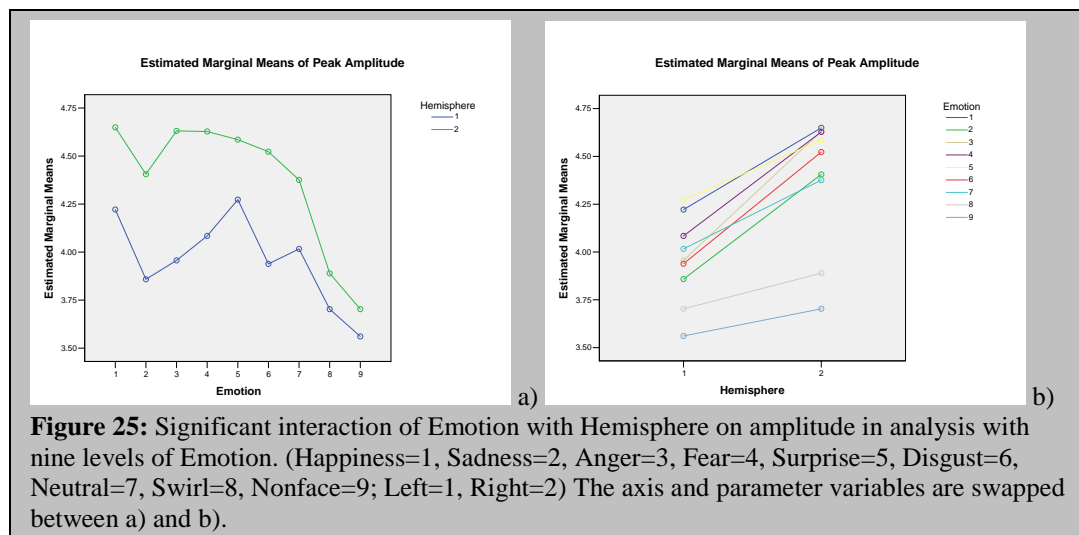 Estimated Marginal Means of Peak Amplitude
Estimated Marginal Means
4.75
4.50
4.25
4.00
3.75
3.50
1 2 3 4 5 6 7 8 9
Emotion
Hemisphere
1
2
a)
Estimated Marginal Means of Peak Amplitude
Estimated Marginal Means
4.75
4.50
4.25
4.00
3.75
3.50
1 2
Hemisphere
Emotion
1
2
3
4
5
6
7
8
9
b)
Figure 25: Significant interaction of Emotion with Hemisphere on amplitude in analysis with
nine levels of Emotion. (Happiness=1, Sadness=2, Anger=3, Fear=4, Surprise=5, Disgust=6,
Neutral=7, Swirl=8, Nonface=9; Left=1, Right=2) The axis and parameter variables are swapped
between a) and b).